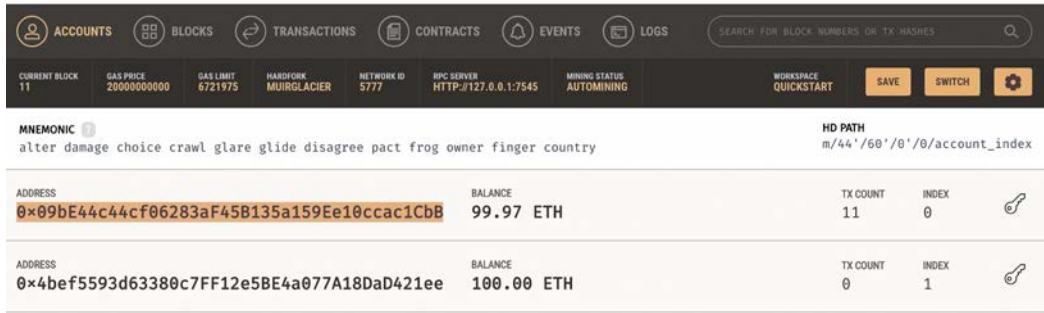 ACCOUNTS BLOCKS TRANSACTIONS CONTRACTS EVENTS LOGS SEARCH FOR BLOCK NUMBERS OR TX HASHES
CURRENT BLOCK GAS PRICE GAS LIMIT HARDFORK NETWORK ID RPC SERVER MINING STATUS WORKSPACE
11 20000000000 6721975 MUIRGLACIER 5777 HTTP://127.0.0.1:7545 AUTOMINING QUICKSTART SAVE SWITCH
MNEMONIC ? HD PATH
alter damage choice crawl glare glide disagree pact frog owner finger country m/44'/60'/0'/0/account_index
ADDRESS BALANCE TX COUNT INDEX
0×09bE44c44cf06283aF45B135a159Ee10ccac1CbB 99.97 ETH 11 0
ADDRESS BALANCE TX COUNT INDEX
0×4bef5593d63380c7FF12e5BE4a077A18DaD421ee 100.00 ETH 0 1